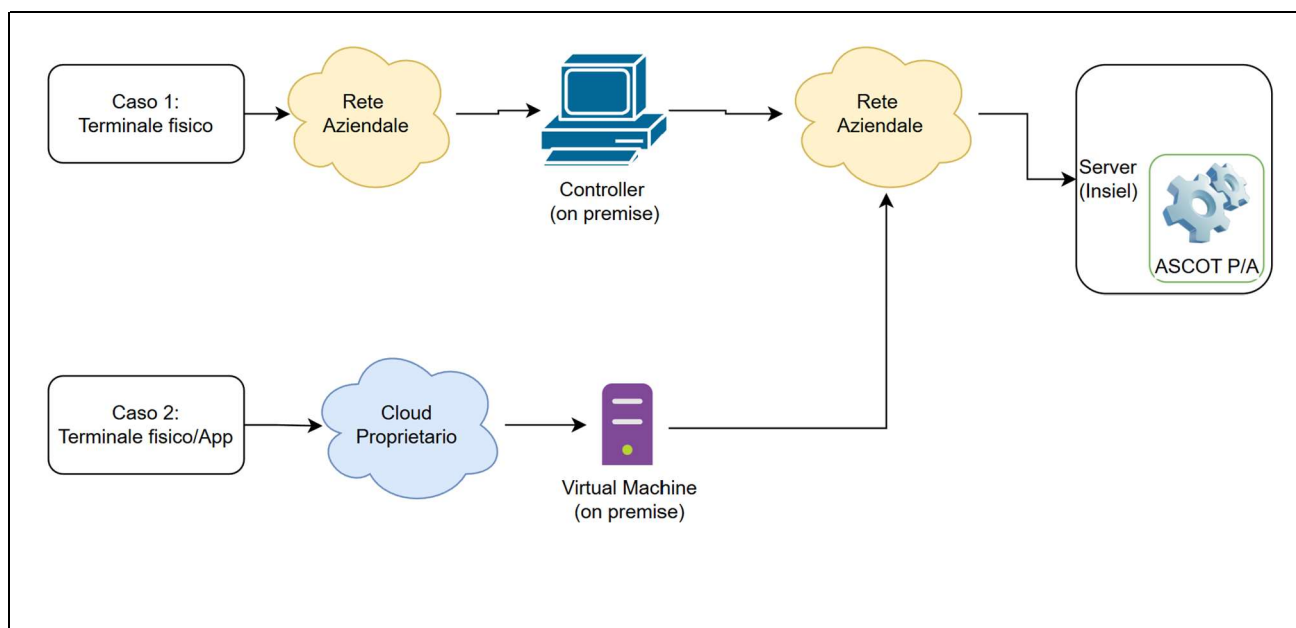 Caso 1:
Terminale fisico
Rete
Aziendale
Controller
(on premise)
Rete
Aziendale
Server
(Insiel)
ASCOT P/A
Caso 2:
Terminale fisico/App
Cloud
Proprietario
Virtual Machine
(on premise)